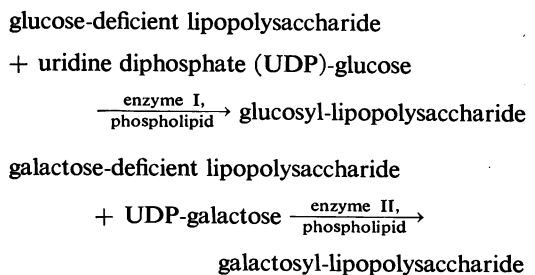 glucose-deficient lipopolysaccharide
+ uridine diphosphate (UDP)-glucose
enzyme I,
phospholipid → glucosyl-lipopolysaccharide
galactose-deficient lipopolysaccharide
+ UDP-galactose enzyme II, →
phospholipid
galactosyl-lipopolysaccharide